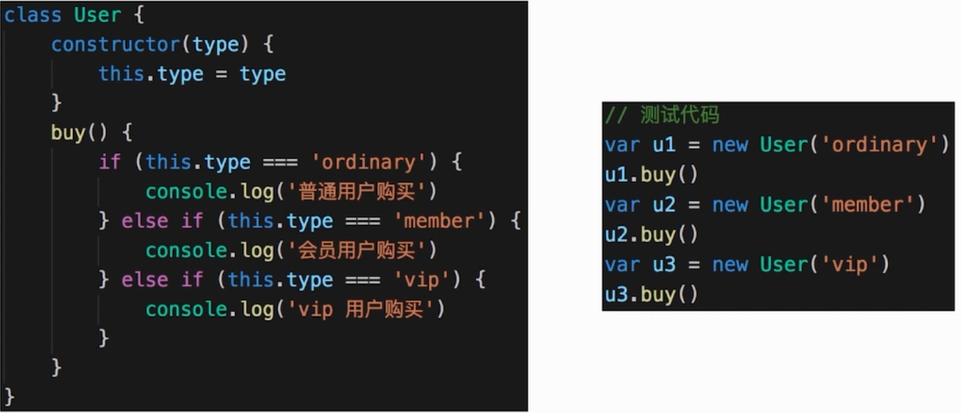 class User {
    constructor(type) {
        this.type = type
    }
    buy() {
        if (this.type === 'ordinary') {
            console.log('普通用户购买')
        } else if (this.type === 'member') {
            console.log('会员用户购买')
        } else if (this.type === 'vip') {
            console.log('vip 用户购买')
        }
    }
}
// 测试代码
var u1 = new User('ordinary')
u1.buy()
var u2 = new User('member')
u2.buy()
var u3 = new User('vip')
u3.buy()